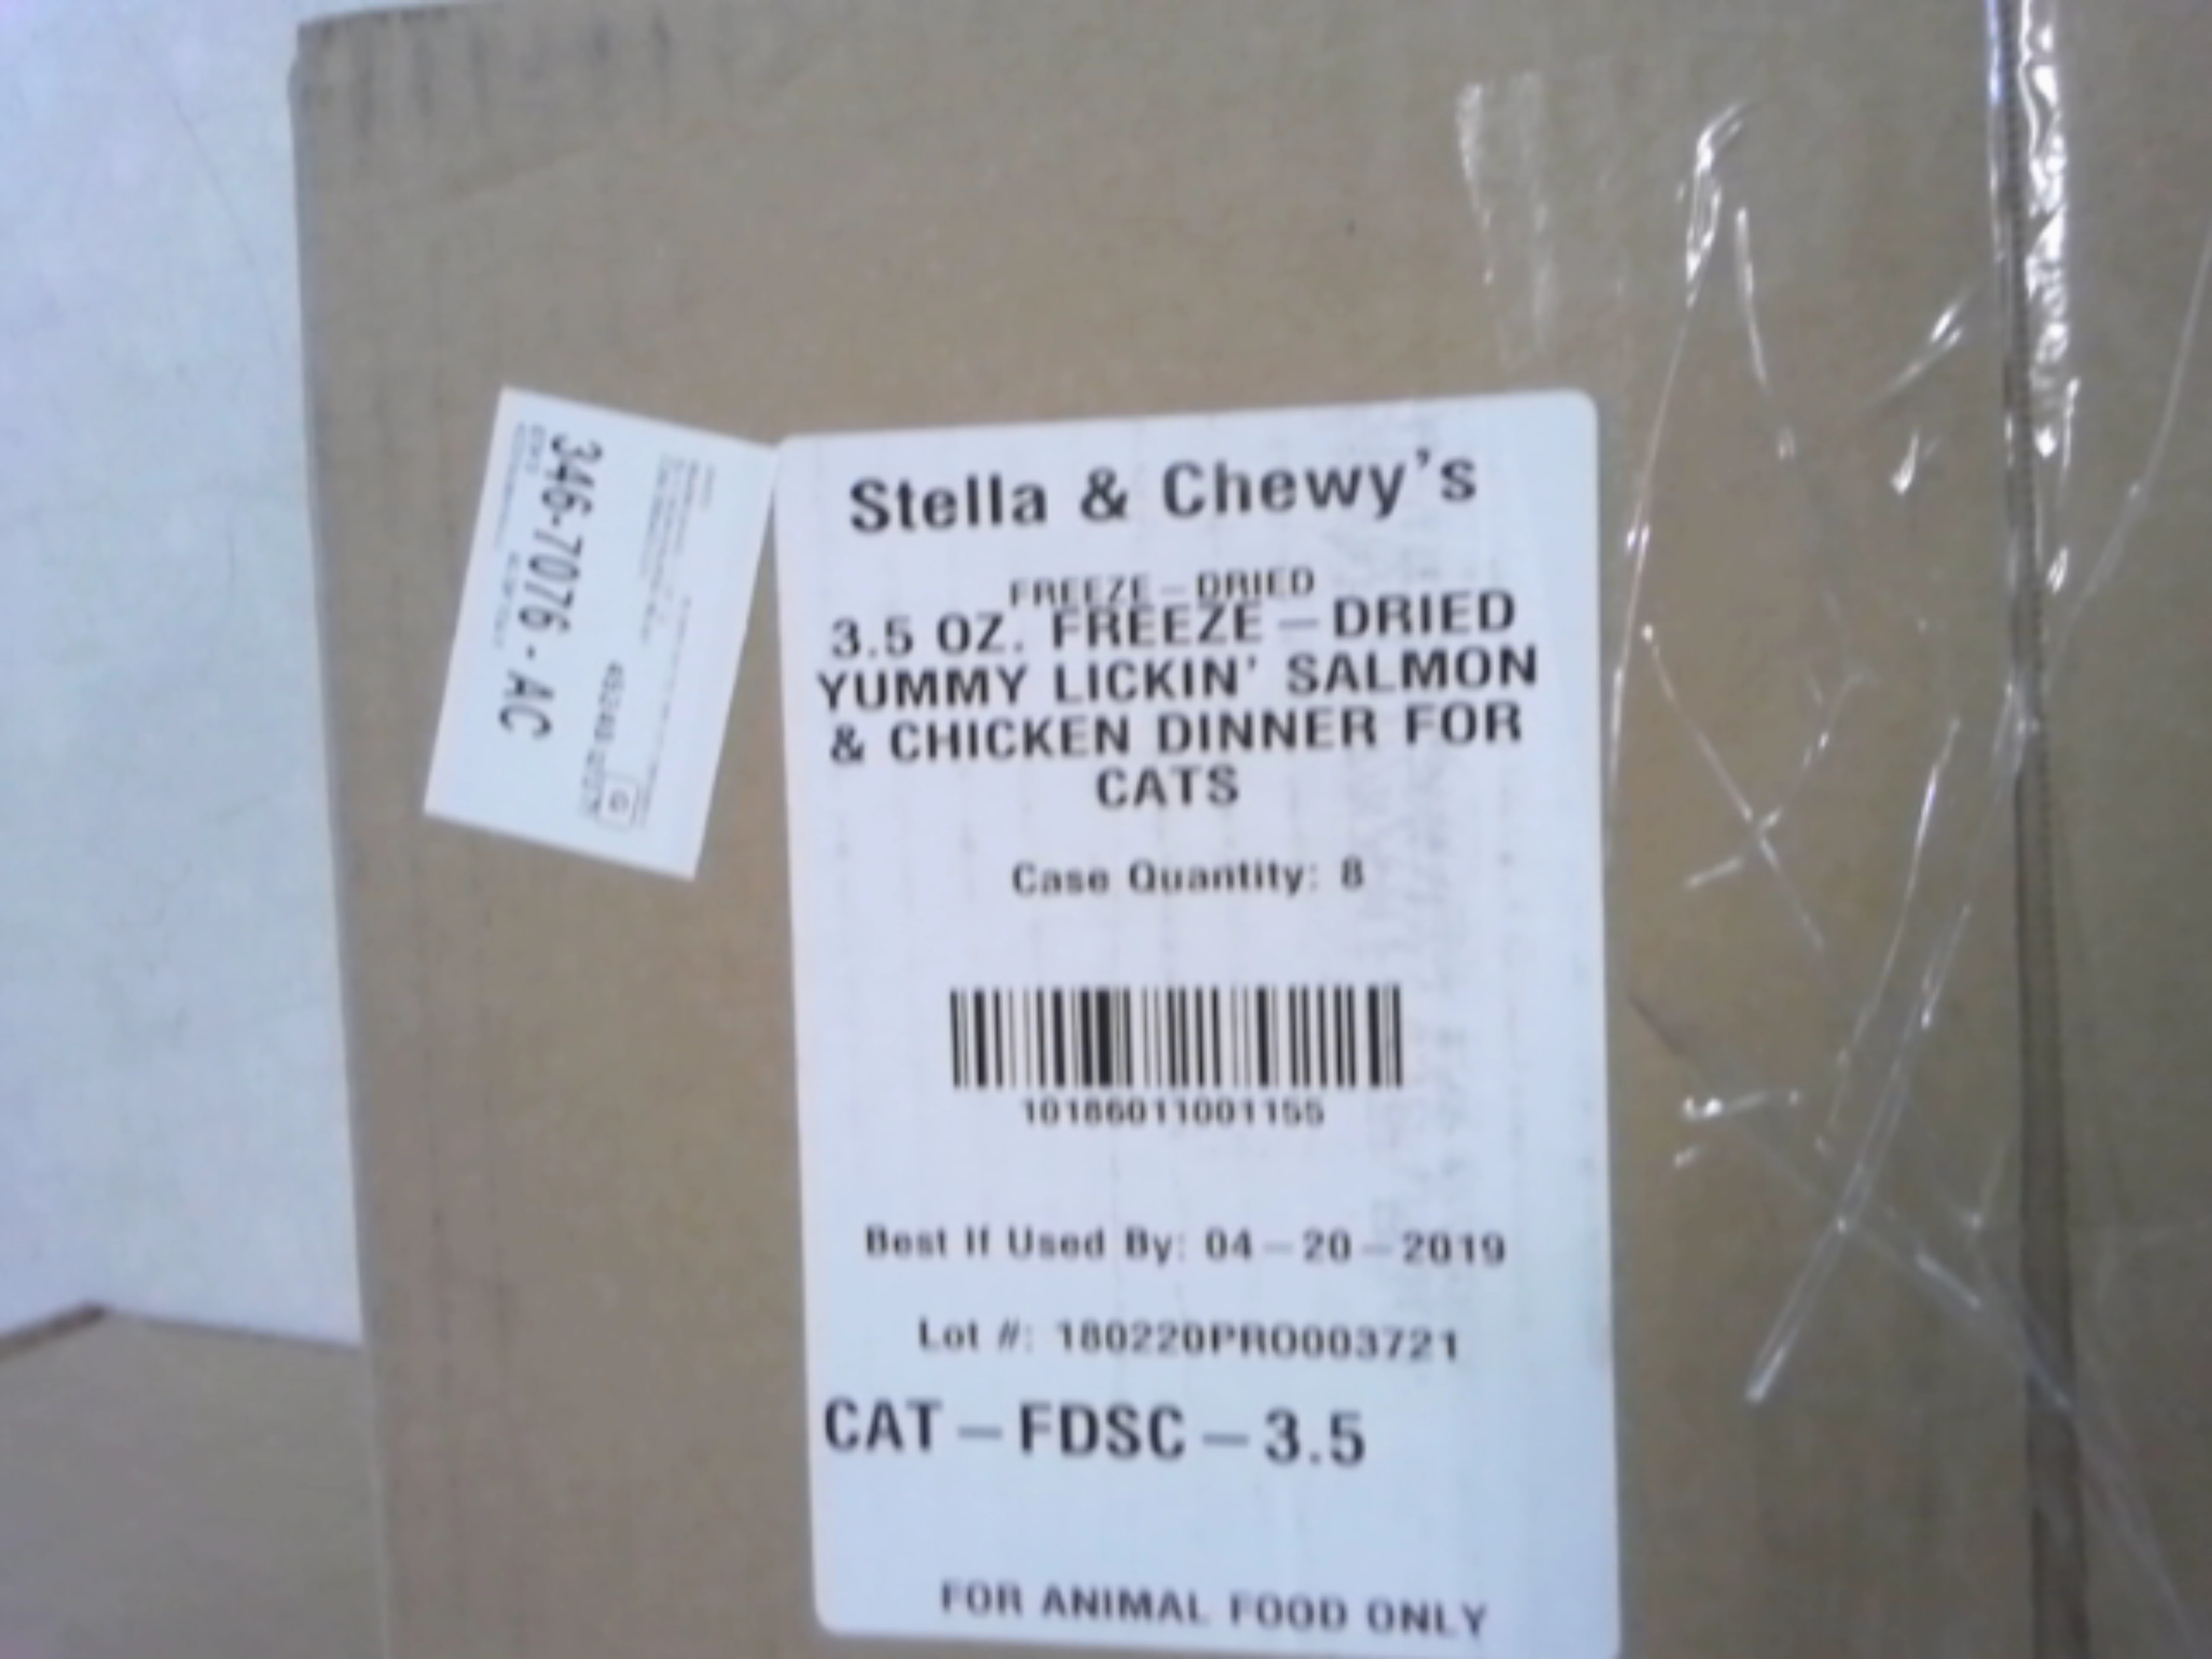 Stella & Chewy's
FREEZE-DRIED
3.5 OZ. FREEZE-DRIED
YUMMY LICKIN' SALMON
& CHICKEN DINNER FOR
CATS
Case Quantity: 8
10186011001155
Best If Used By: 04-20-2019
Lot #: 180220PRO003721
CAT-FDSC-3.5
FOR ANIMAL FOOD ONLY
346-7076 - AC
G